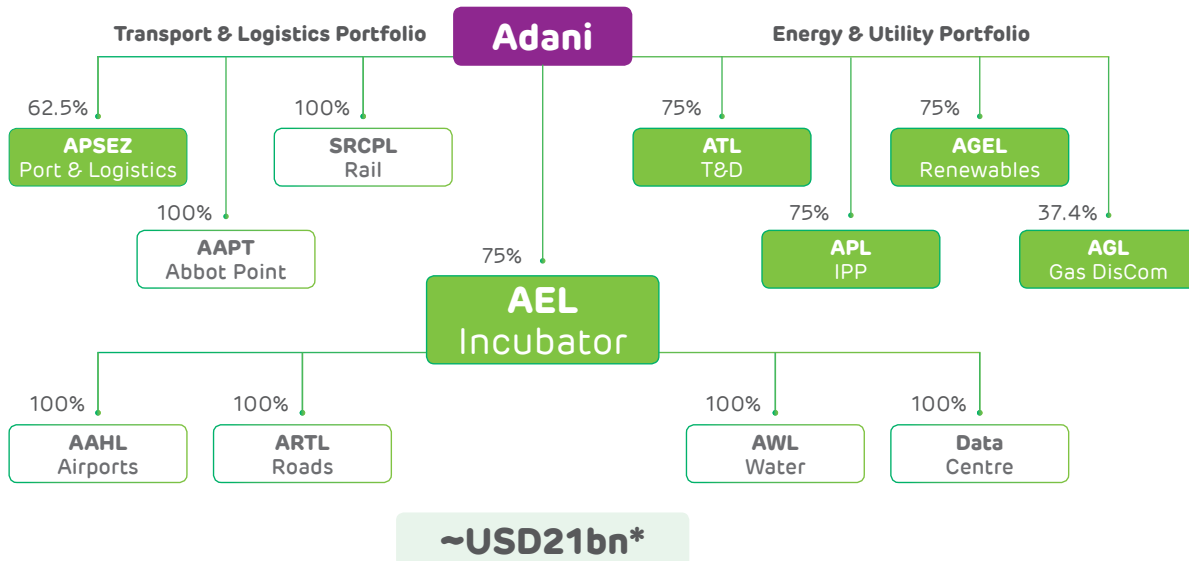 Transport & Logistics Portfolio
Adani
Energy & Utility Portfolio
62.5%
APSEZ
Port & Logistics
100%
SRCPL
Rail
75%
ATL
T&D
75%
AGEL
Renewables
100%
AAPT
Abbot Point
75%
APL
IPP
37.4%
AGL
Gas DisCom
75%
AEL
Incubator
100%
AAHL
Airports
100%
ARTL
Roads
100%
AWL
Water
100%
Data
Centre
~USD21bn*